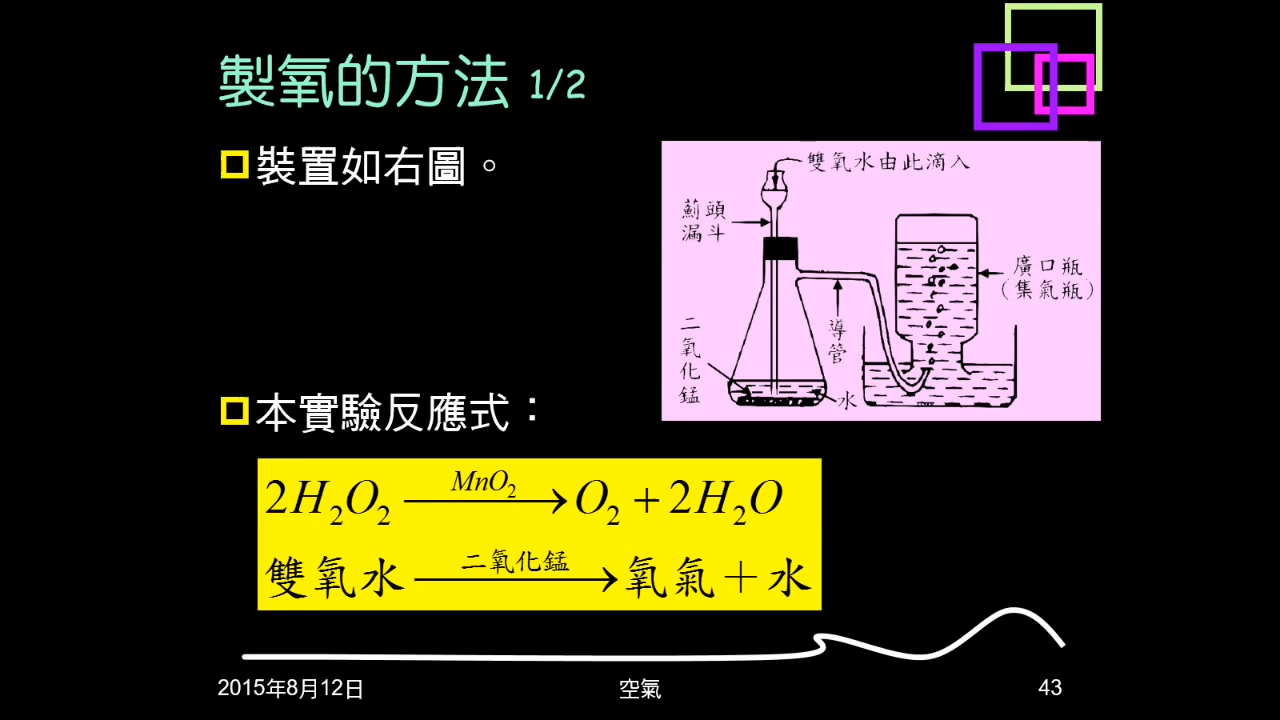 製氧的方法 1/2
裝置如右圖。
雙氧水由此滴入
薊頭
漏斗
廣口瓶
(集氣瓶)
導管
二氧化錳
水
本實驗反應式：
2H₂O₂ —MnO₂→ O₂ + 2H₂O
雙氧水 —二氧化錳→ 氧氣＋水
2015年8月12日
空氣
43